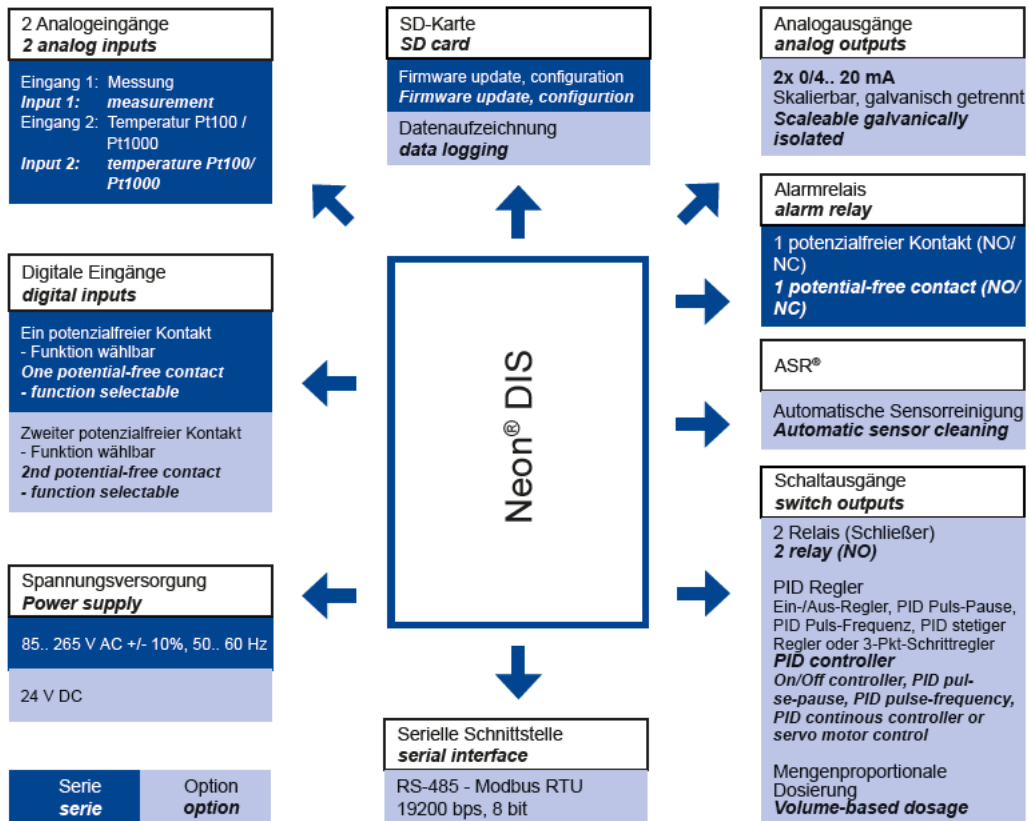 2 Analogeingänge
2 analog inputs
Eingang 1: Messung
Input 1: measurement
Eingang 2: Temperatur Pt100 /
Pt1000
Input 2: temperature Pt100/
Pt1000
SD-Karte
SD card
Firmware update, configuration
Firmware update, configurtion
Datenaufzeichnung
data logging
Analogausgänge
analog outputs
2x 0/4.. 20 mA
Skalierbar, galvanisch getrennt
Scaleable galvanically
isolated
Alarmrelais
alarm relay
1 potenzialfreier Kontakt (NO/
NC)
1 potential-free contact (NO/
NC)
Digitale Eingänge
digital inputs
Ein potenzialfreier Kontakt
- Funktion wählbar
One potential-free contact
- function selectable
Zweiter potenzialfreier Kontakt
- Funktion wählbar
2nd potential-free contact
- function selectable
Neon® DIS
ASR®
Automatische Sensorreinigung
Automatic sensor cleaning
Schaltausgänge
switch outputs
2 Relais (Schließer)
2 relay (NO)
PID Regler
Ein-/Aus-Regler, PID Puls-Pause,
PID Puls-Frequenz, PID stetiger
Regler oder 3-Pkt-Schrittregler
PID controller
On/Off controller, PID pul-
se-pause, PID pulse-frequency,
PID continous controller or
servo motor control
Mengenproportionale
Dosierung
Volume-based dosage
Spannungsversorgung
Power supply
85.. 265 V AC +/- 10%, 50.. 60 Hz
24 V DC
Serielle Schnittstelle
serial interface
RS-485 - Modbus RTU
19200 bps, 8 bit
Serie
serie
Option
option